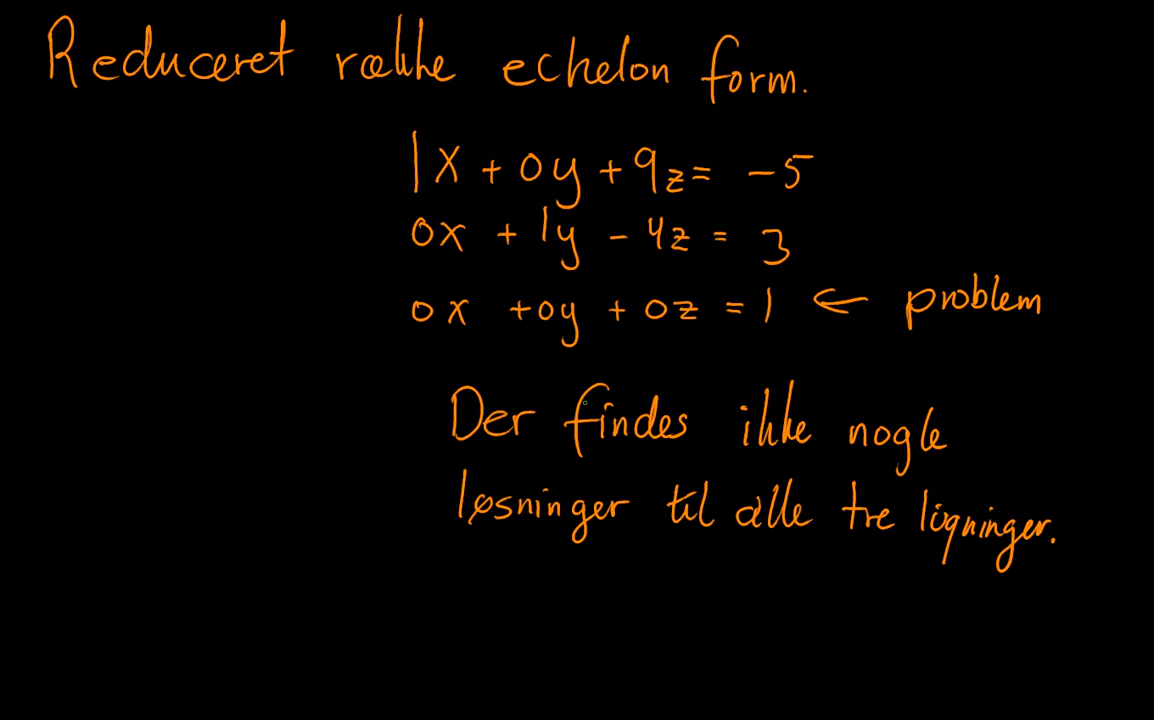 Reduceret række echelon form.
1x + 0y + 9z = -5
0x + 1y - 4z = 3
0x + 0y + 0z = 1 ← problem
Der findes ikke nogle
løsninger til alle tre ligninger.